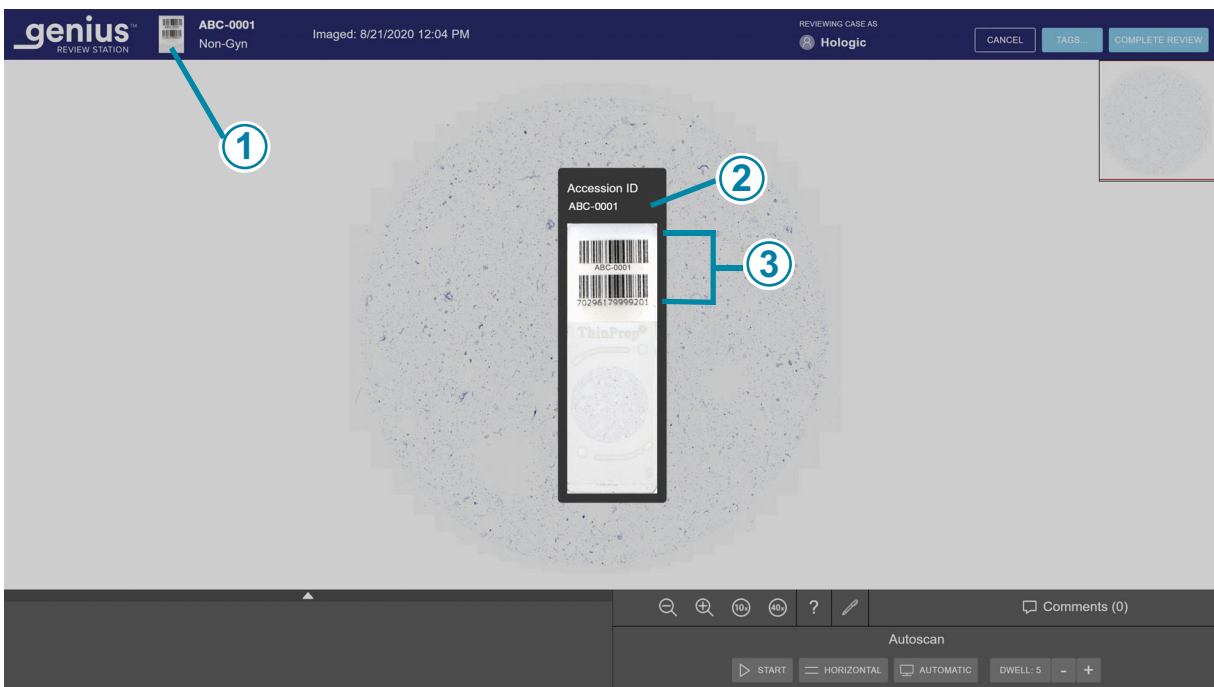 genius™
REVIEW STATION
ABC-0001
Non-Gyn
Imaged: 8/21/2020 12:04 PM
REVIEWING CASE AS
Hologic
CANCEL
TAGS...
COMPLETE REVIEW
1
Accession ID
ABC-0001
2
ABC-0001
70296179999201
3
ThinPrep®
10x
40x
?
Comments (0)
Autoscan
START
HORIZONTAL
AUTOMATIC
DWELL: 5
-
+